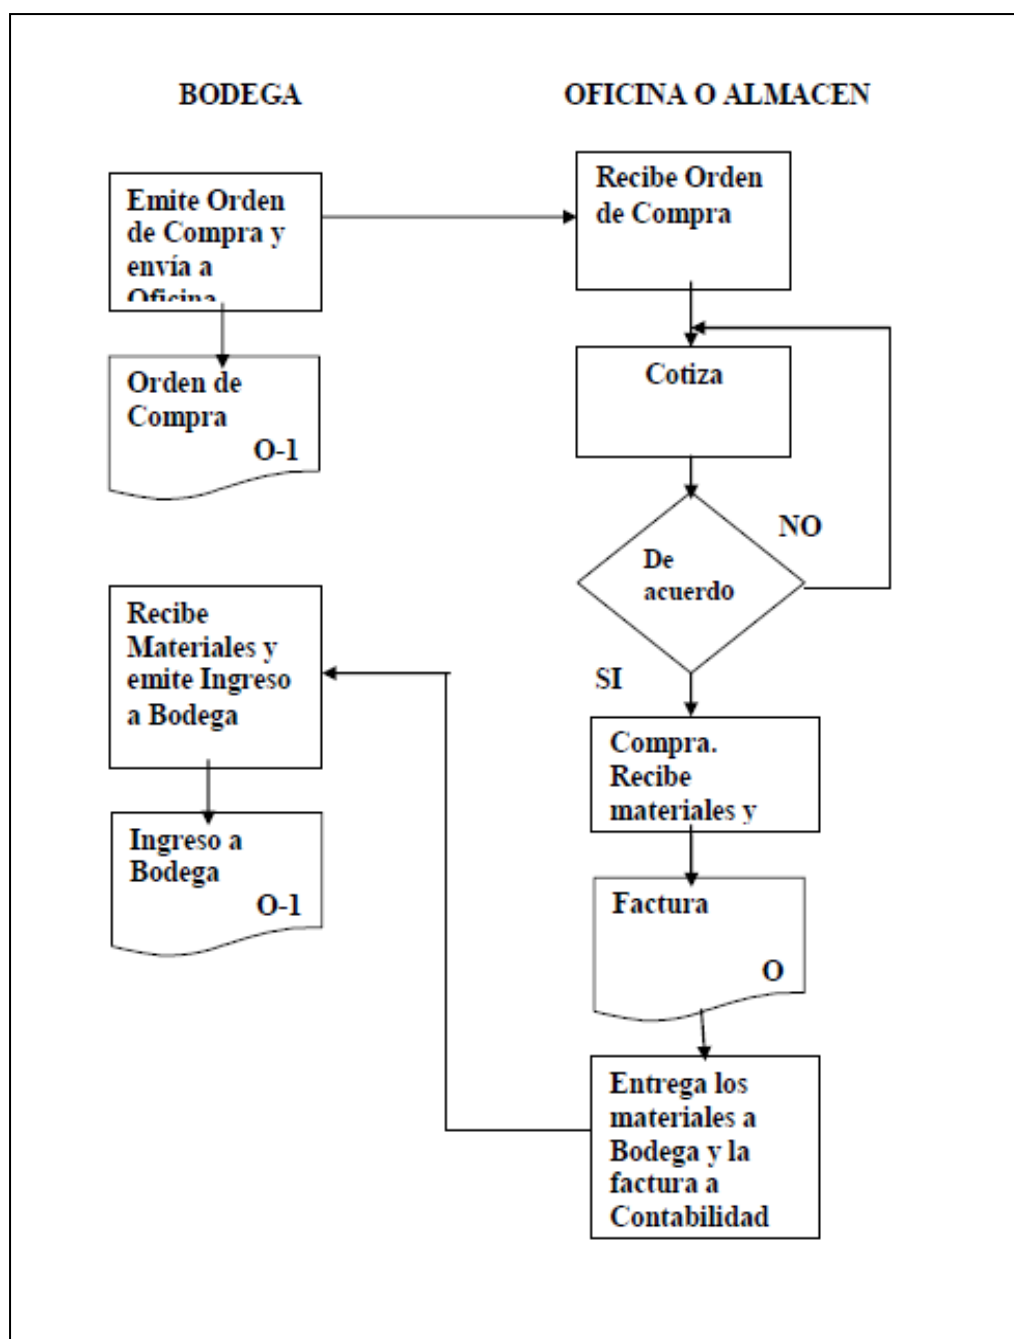 BODEGA
OFICINA O ALMACEN
Emite Orden
de Compra y
envía a
Oficina
Recibe Orden
de Compra
Orden de
Compra
O-1
Cotiza
De
acuerdo
NO
SI
Recibe
Materiales y
emite Ingreso
a Bodega
Compra.
Recibe
materiales y
Ingreso a
Bodega
O-1
Factura
O
Entrega los
materiales a
Bodega y la
factura a
Contabilidad